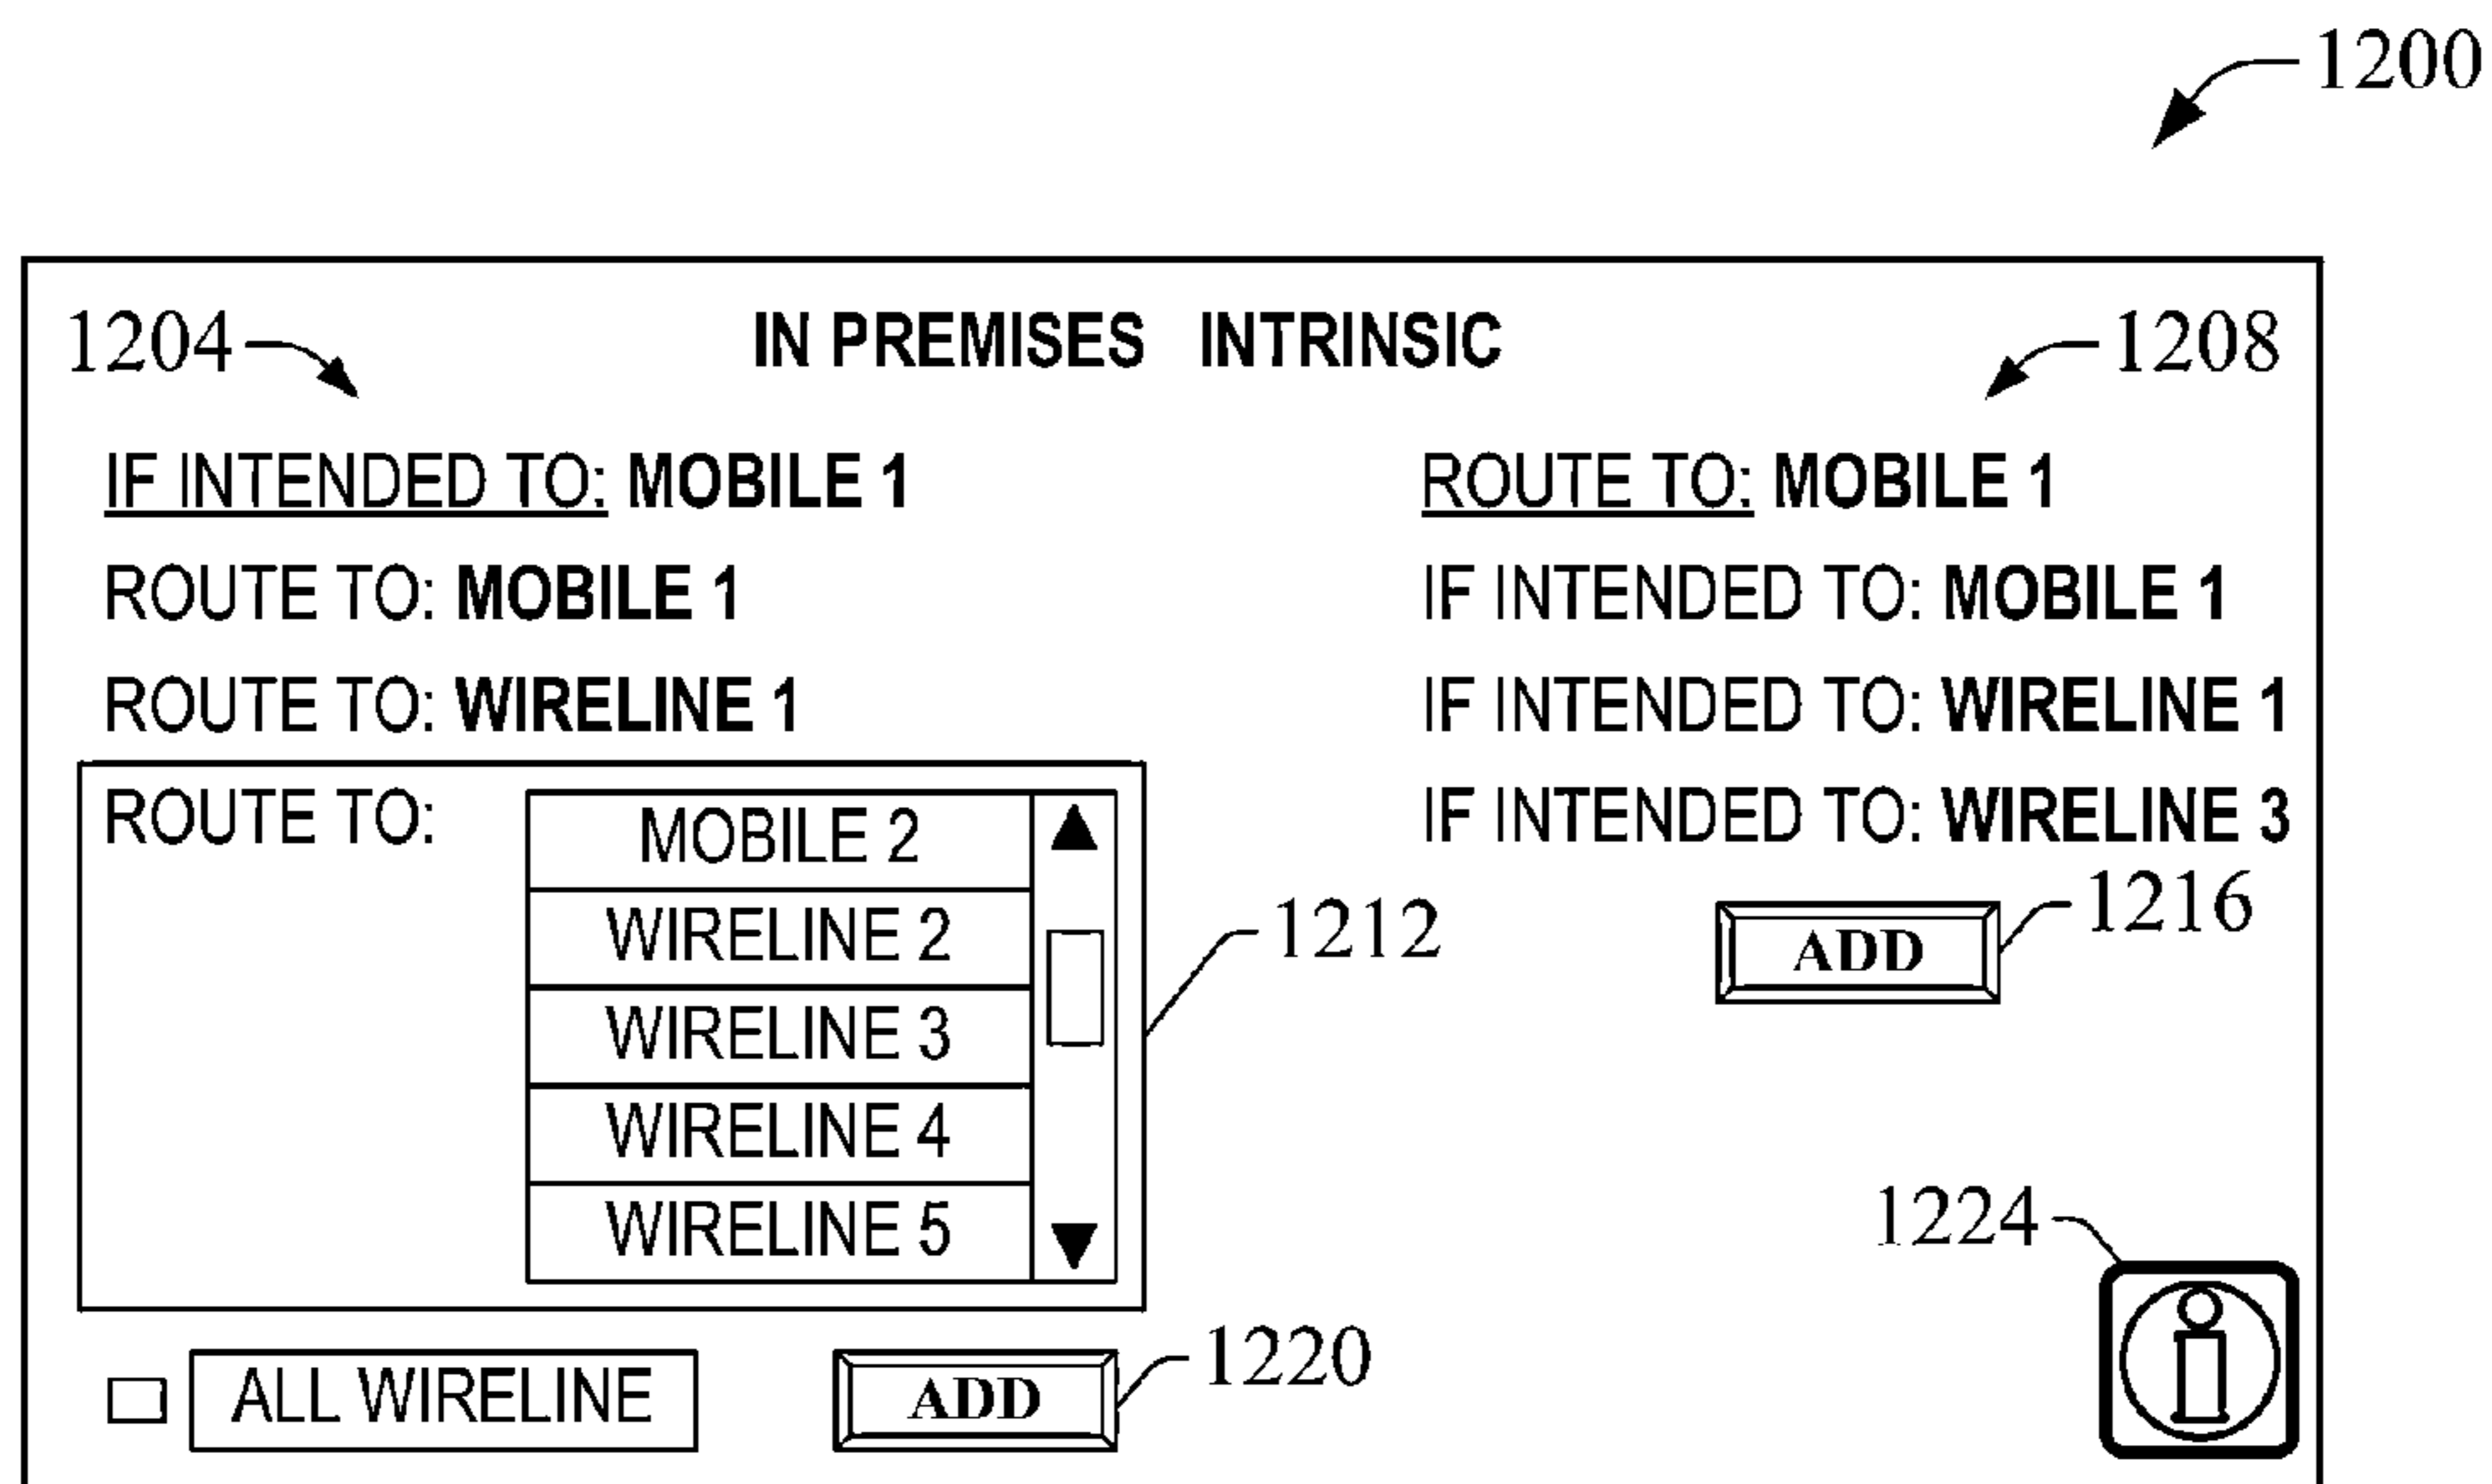 1200
1204 IN PREMISES INTRINSIC 1208
IF INTENDED TO: MOBILE 1
ROUTE TO: MOBILE 1
ROUTE TO: WIRELINE 1
ROUTE TO:
MOBILE 2
WIRELINE 2
WIRELINE 3
WIRELINE 4
WIRELINE 5
1212
ALL WIRELINE
ADD
1220
ROUTE TO: MOBILE 1
IF INTENDED TO: MOBILE 1
IF INTENDED TO: WIRELINE 1
IF INTENDED TO: WIRELINE 3
ADD
1216
1224
i